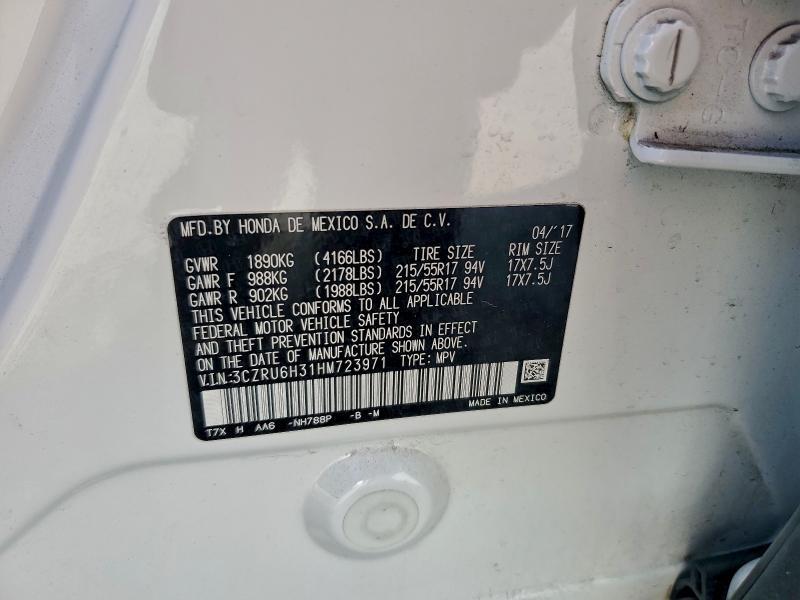 MFD.BY HONDA DE MEXICO S.A. DE C.V. 04/'17
GVWR 1890KG (4166LBS) TIRE SIZE RIM SIZE
GAWR F 988KG (2178LBS) 215/55R17 94V 17X7.5J
GAWR R 902KG (1988LBS) 215/55R17 94V 17X7.5J
THIS VEHICLE CONFORMS TO ALL APPLICABLE
FEDERAL MOTOR VEHICLE SAFETY
AND THEFT PREVENTION STANDARDS IN EFFECT
ON THE DATE OF MANUFACTURE SHOWN ABOVE.
V.I.N.:3CZRU6H31HM723971 TYPE: MPV
T7X H AA6 -NH788P -B -M MADE IN MEXICO